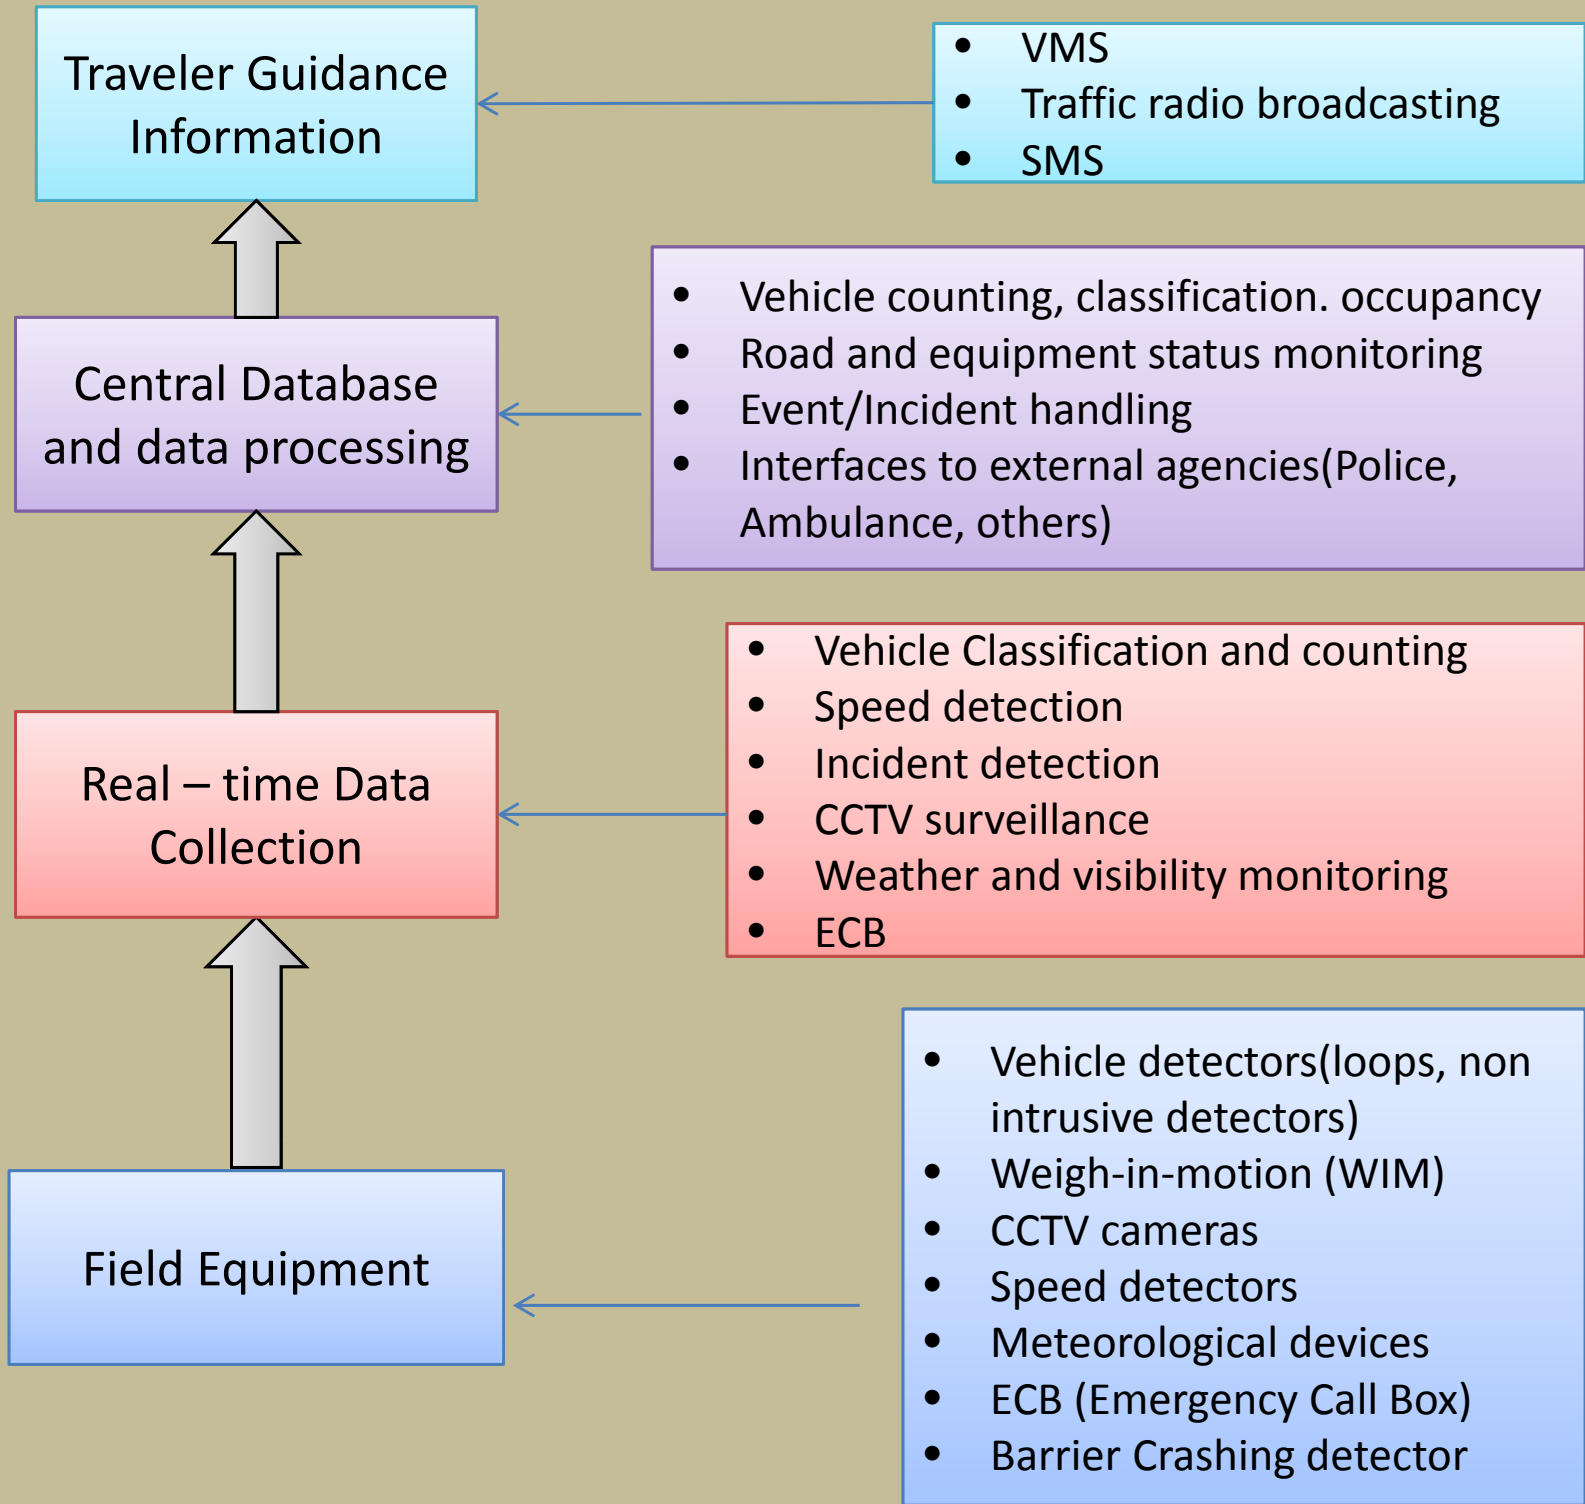 Traveler Guidance
Information
• VMS
• Traffic radio broadcasting
• SMS
Central Database
and data processing
• Vehicle counting, classification. occupancy
• Road and equipment status monitoring
• Event/Incident handling
• Interfaces to external agencies(Police,
Ambulance, others)
Real – time Data
Collection
• Vehicle Classification and counting
• Speed detection
• Incident detection
• CCTV surveillance
• Weather and visibility monitoring
• ECB
Field Equipment
• Vehicle detectors(loops, non
intrusive detectors)
• Weigh-in-motion (WIM)
• CCTV cameras
• Speed detectors
• Meteorological devices
• ECB (Emergency Call Box)
• Barrier Crashing detector